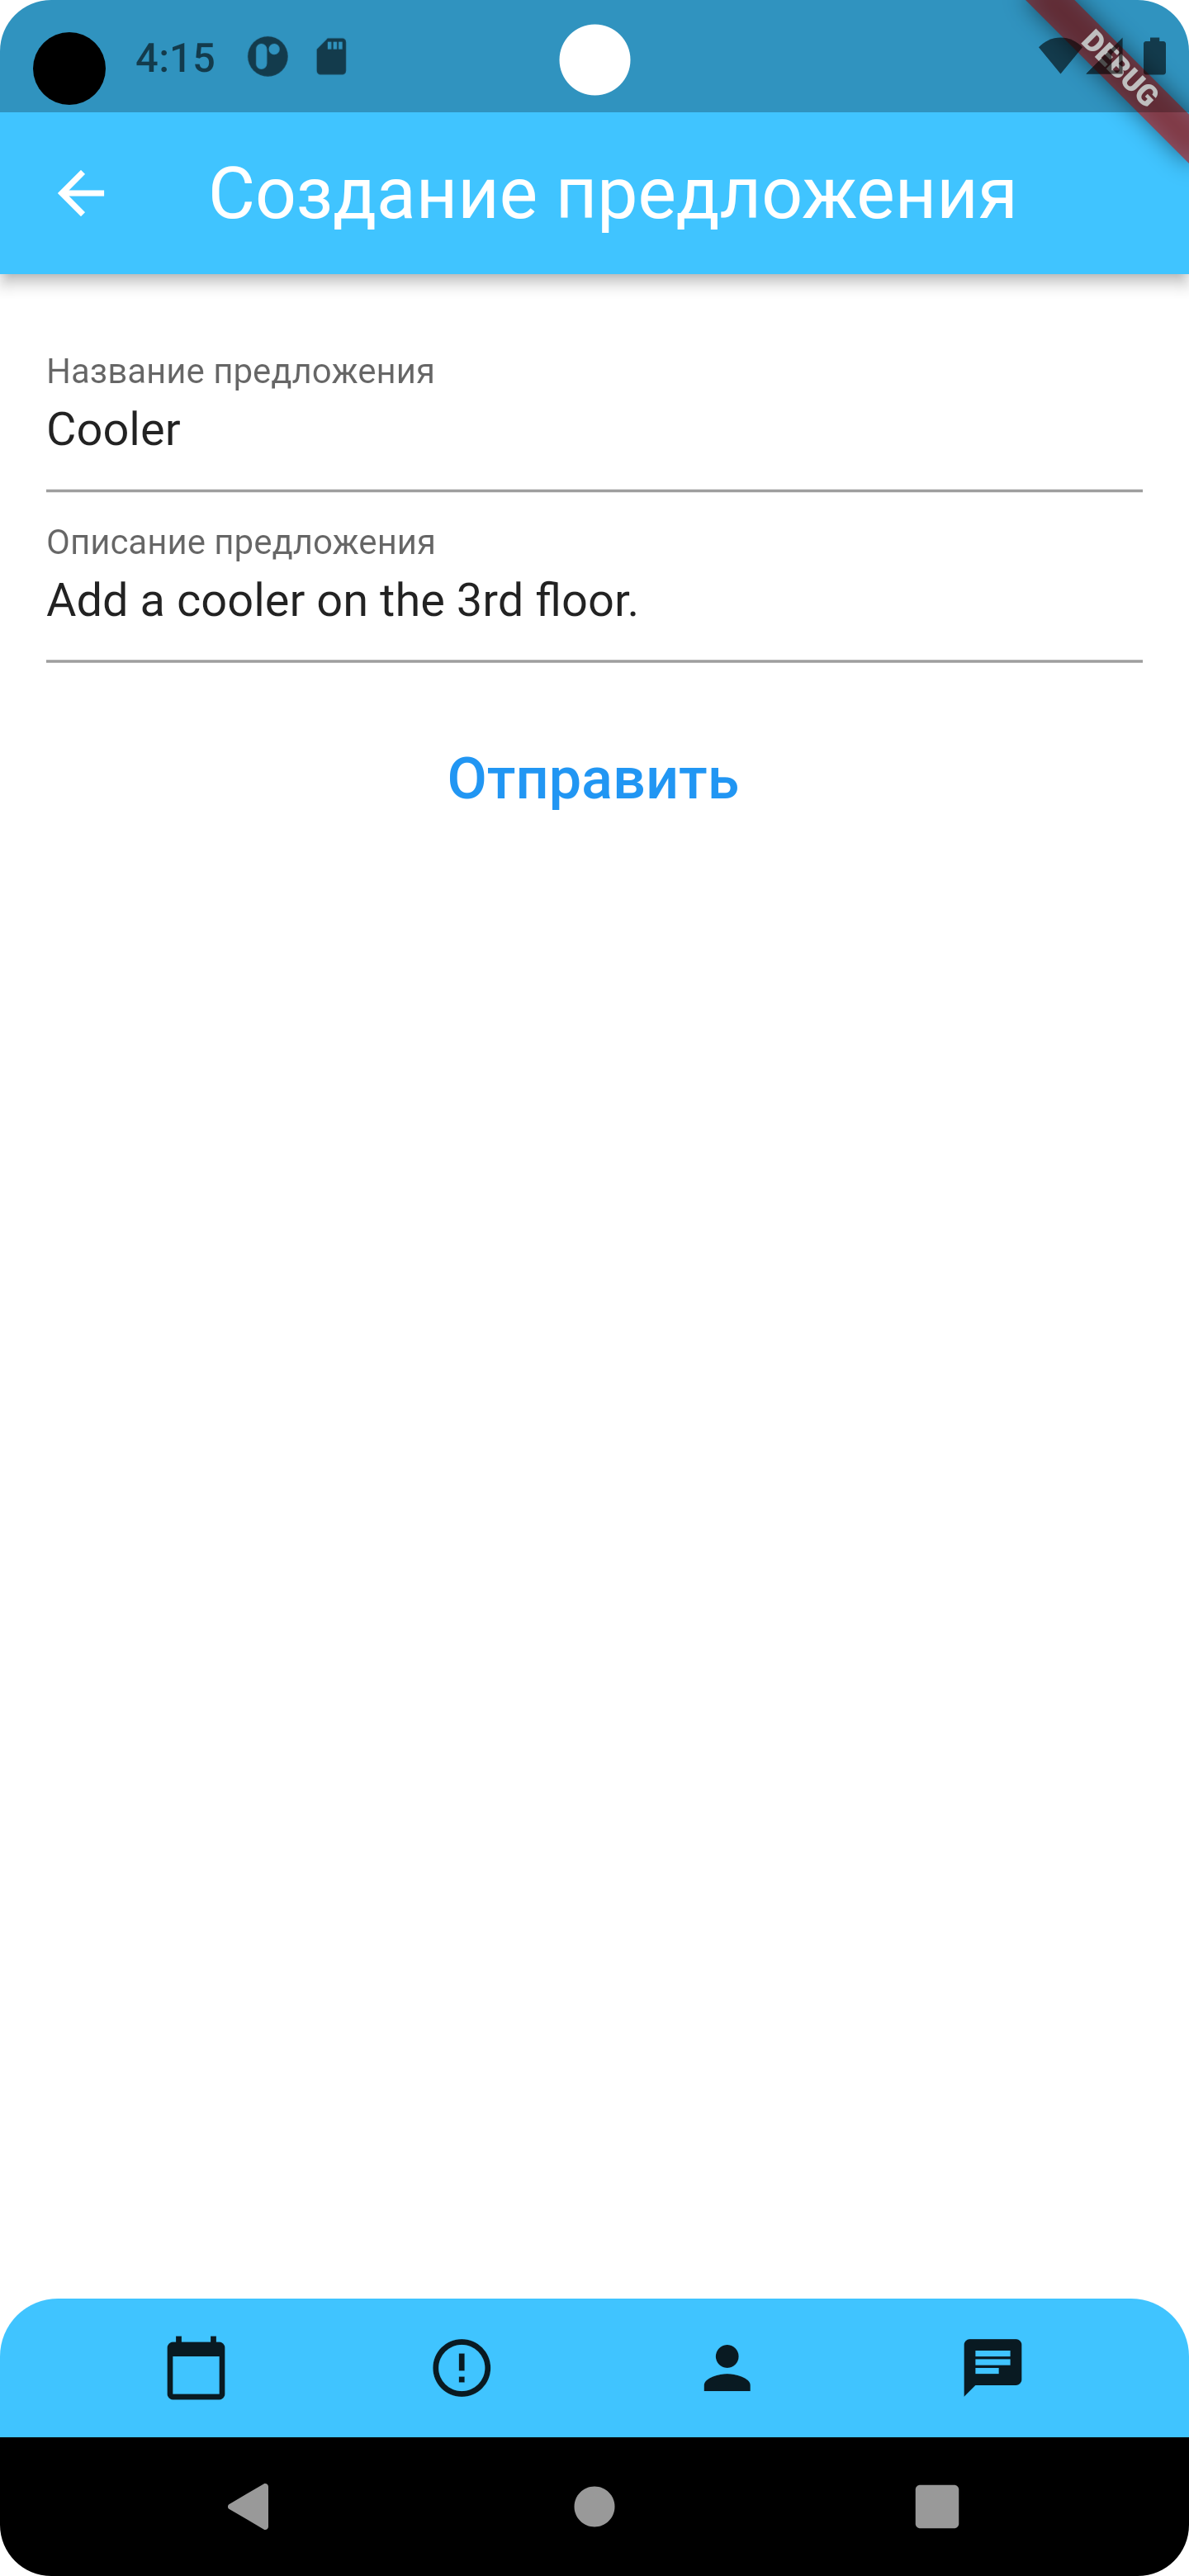 4:15
DEBUG
Создание предложения
Название предложения
Cooler
Описание предложения
Add a cooler on the 3rd floor.
Отправить